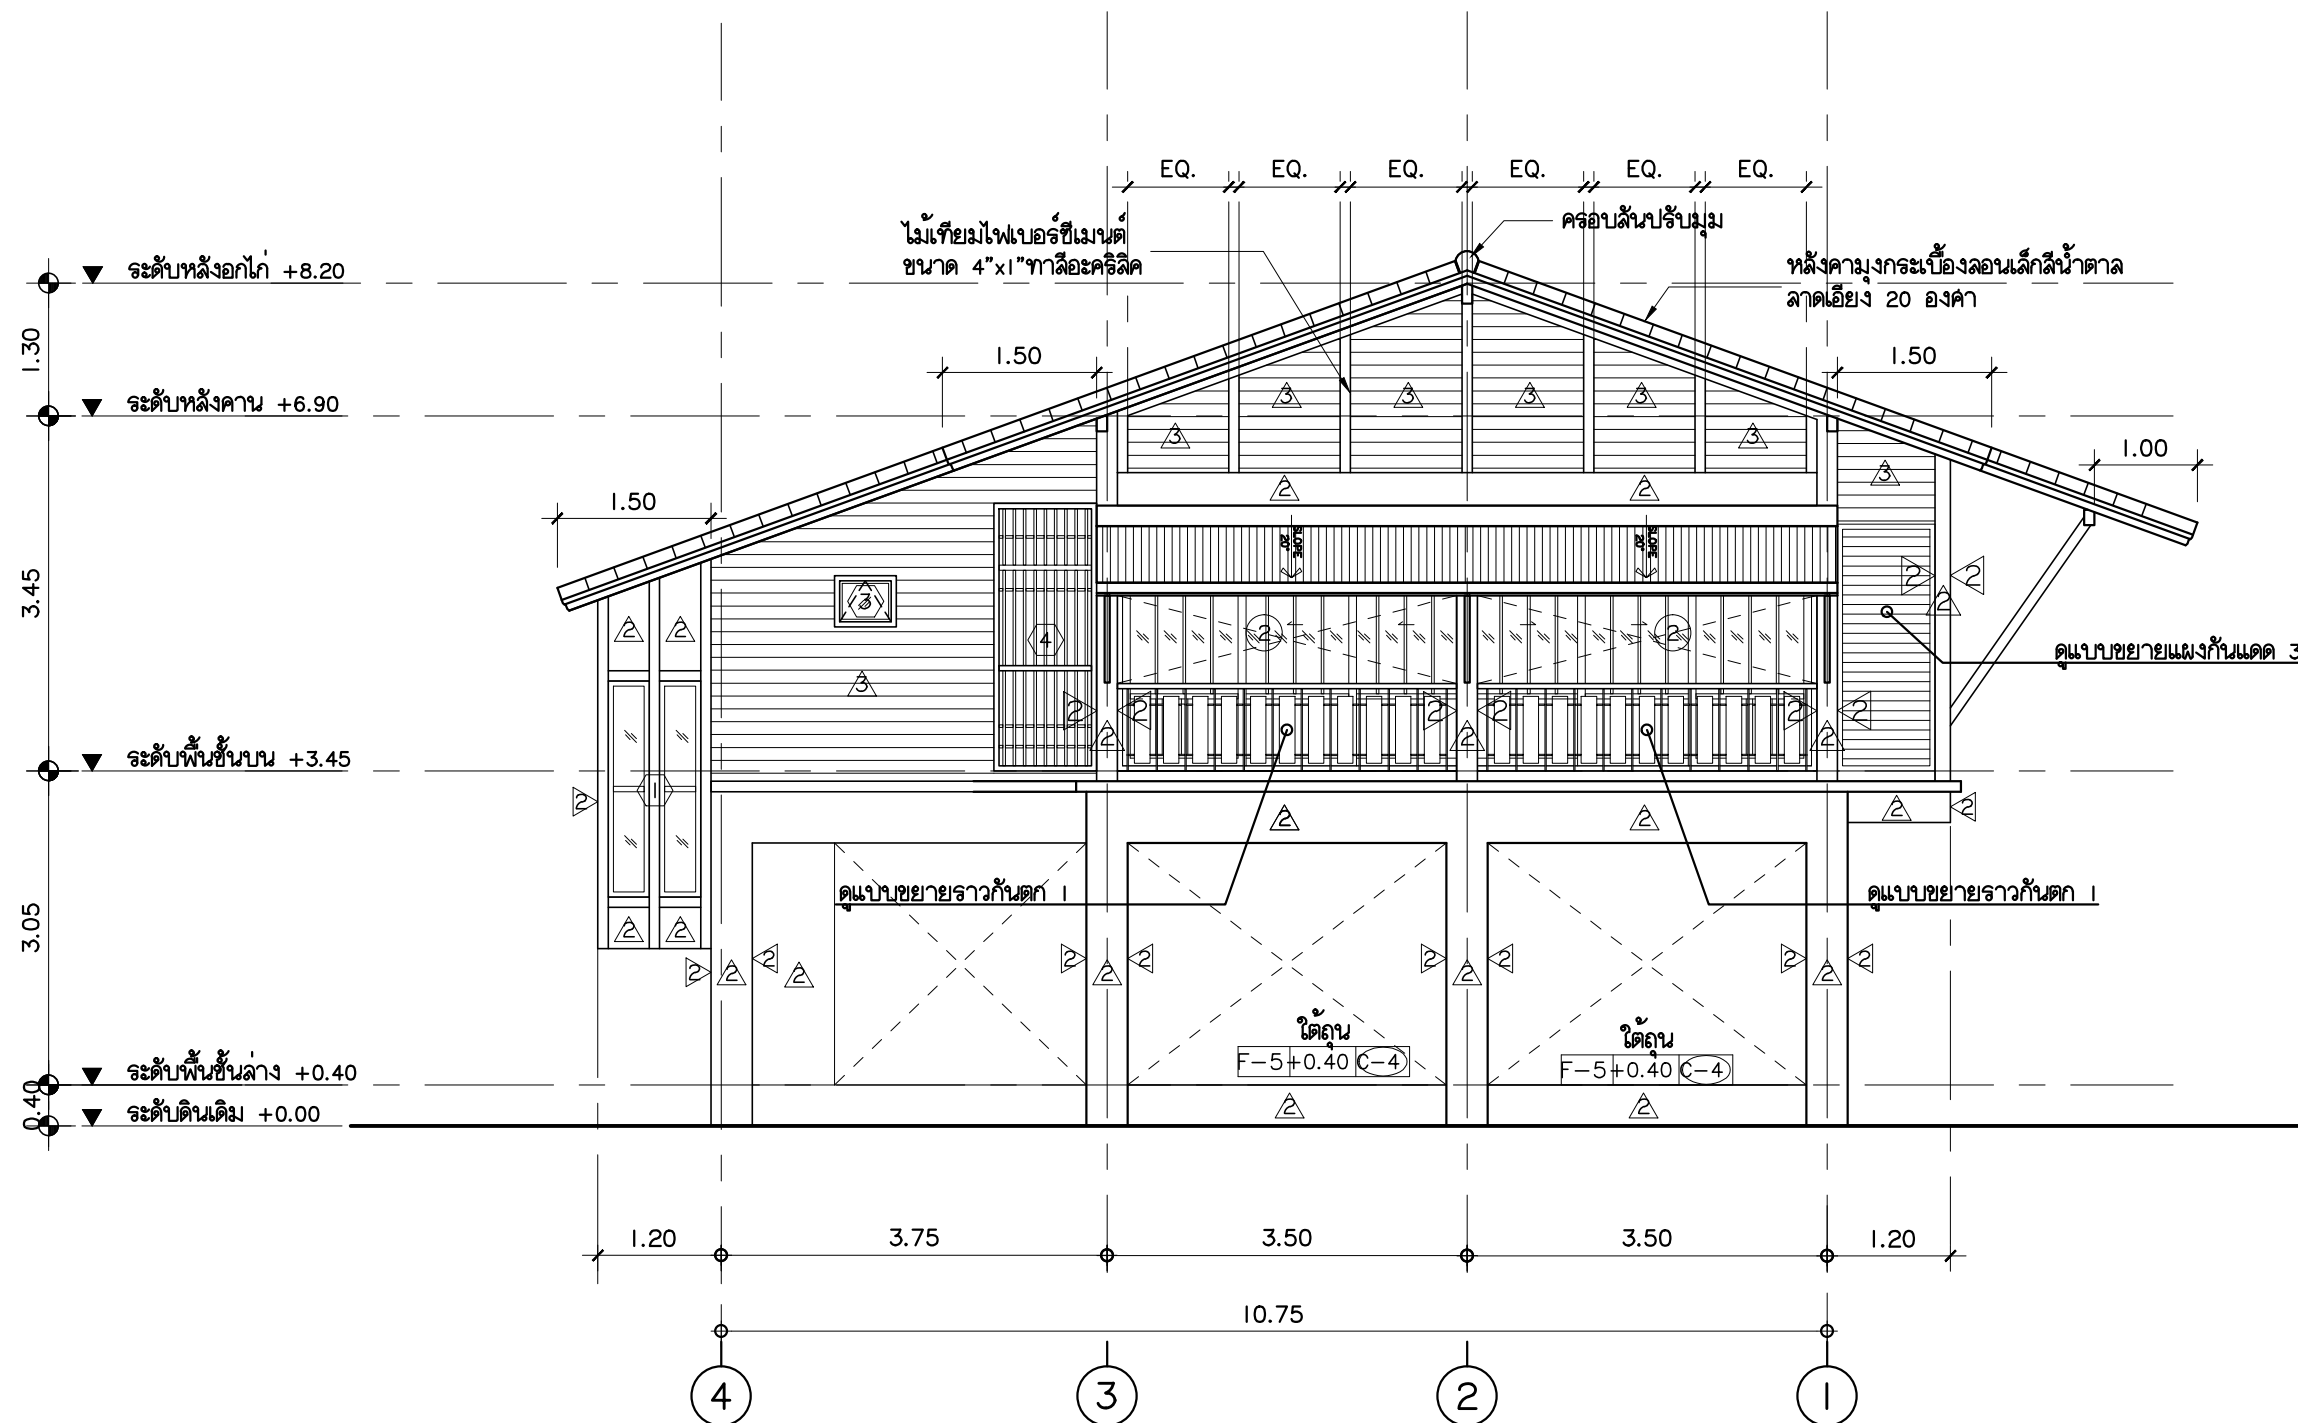 EQ. EQ. EQ. EQ. EQ. EQ.
ไม้เทียมไฟเบอร์ซีเมนต์
ขนาด 4"x1"ทาสีอะคริลิค
ครอบสันปรับมุม
หลังคามุงกระเบื้องลอนเล็กสีน้ำตาล
ลาดเอียง 20 องศา
ระดับหลังอกไก่ +8.20
1.30
ระดับหลังคาน +6.90
3.45
ระดับพื้นชั้นบน +3.45
3.05
ระดับพื้นชั้นล่าง +0.40
0.40
ระดับดินเดิม +0.00
1.50
1.50
1.50
1.00
3 3 3 3
3 3 3
2 2
SLOPE 20°
SLOPE 20°
2 2 2
2 2
3
4
2 2
3
2 2 2 2 2 2
2 2 2
1
2
2 2 2 2
ดูแบบขยายแผงกันแดด 3
ดูแบบขยายราวกันตก 1
ดูแบบขยายราวกันตก 1
2 2
2 2 2 2
2 2 2 2 2 2
2 2 2
ใต้ถุน
F-5 +0.40 C-4
ใต้ถุน
F-5 +0.40 C-4
2 2
1.20 3.75 3.50 3.50 1.20
10.75
4 3 2 1